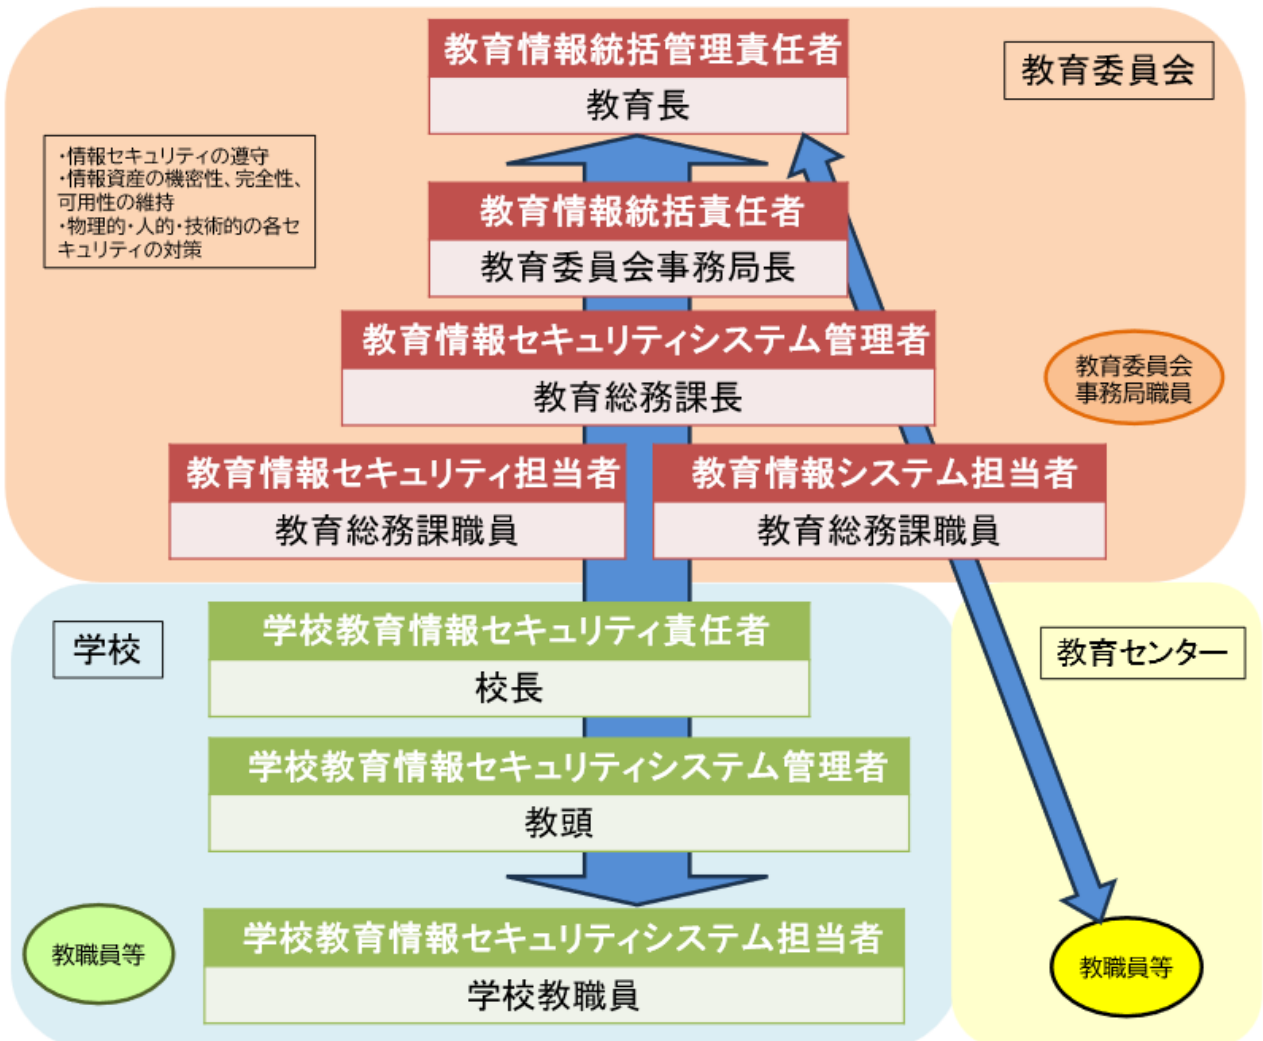 教育情報統括管理責任者
教育長
教育委員会
・情報セキュリティの遵守
・情報資産の機密性、完全性、
可用性の維持
・物理的・人的・技術的の各セ
キュリティの対策
教育情報統括責任者
教育委員会事務局長
教育情報セキュリティシステム管理者
教育総務課長
教育委員会
事務局職員
教育情報セキュリティ担当者
教育総務課職員
教育情報システム担当者
教育総務課職員
学校
学校教育情報セキュリティ責任者
校長
教育センター
学校教育情報セキュリティシステム管理者
教頭
教職員等
学校教育情報セキュリティシステム担当者
学校教職員
教職員等